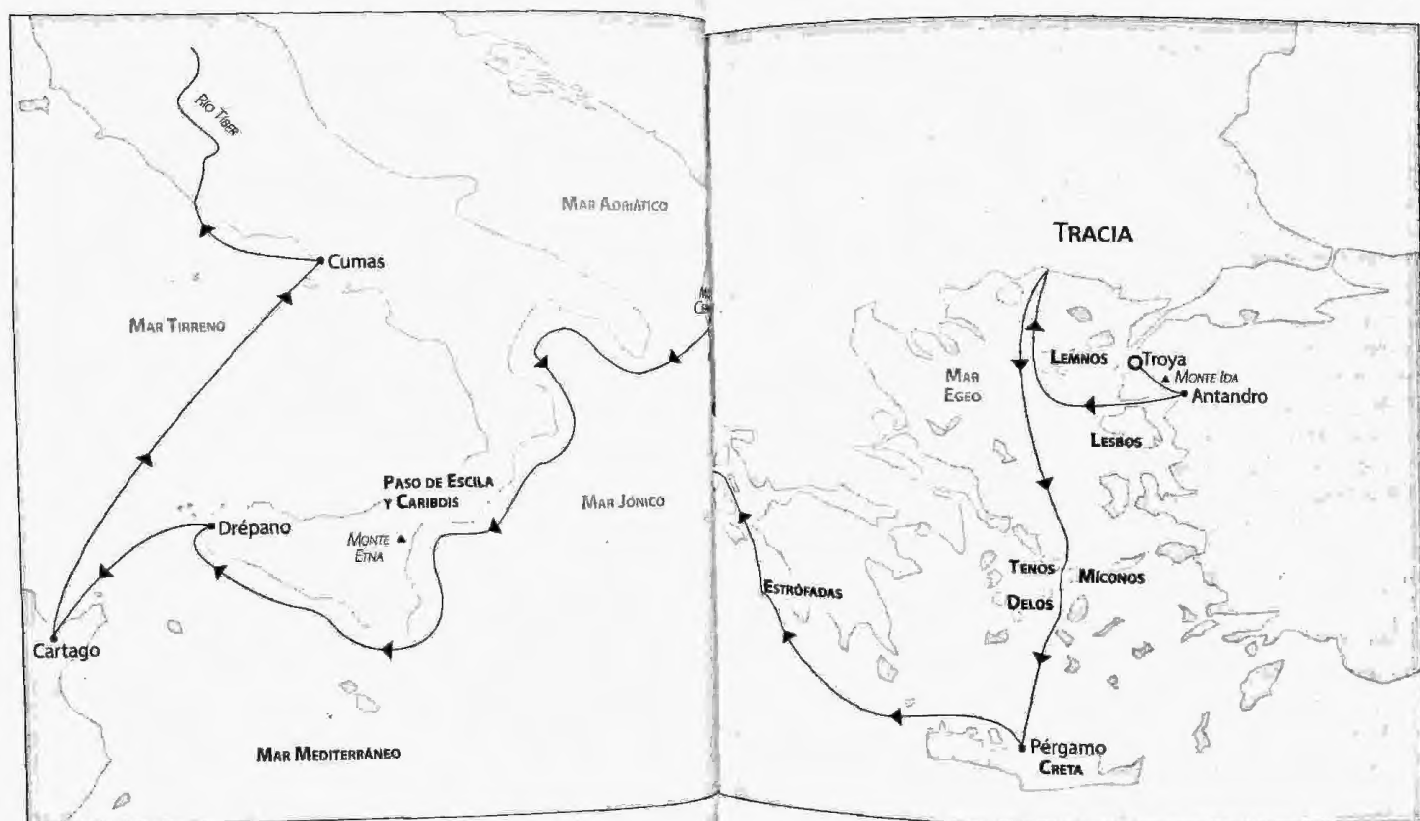 RÍO TÍBER
MAR ADRIÁTICO
Cumas
MAR TIRRENO
PASO DE ESCILA
Y CARIBDIS
MAR JÓNICO
Drépano
MONTE
ETNA
Cartago
MAR MEDITERRÁNEO
TRACIA
LEMNOS
Troya
MONTE IDA
MAR
EGEO
Antandro
LESBOS
TENOS
MÍCONOS
ESTRÓFADAS
DELOS
Pérgamo
CRETA